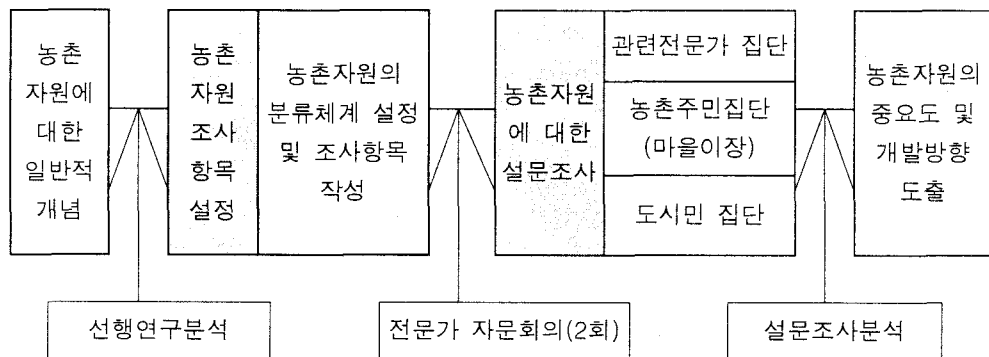 농촌
자원에
대한
일반적
개념
농촌
자원
조사
항목
설정
농촌자원의
분류체계 설정
및 조사항목
작성
농촌자원
에 대한
설문조사
관련전문가 집단
농촌주민집단
(마을이장)
도시민 집단
농촌자원의
중요도 및
개발방향
도출
선행연구분석
전문가 자문회의(2회)
설문조사분석